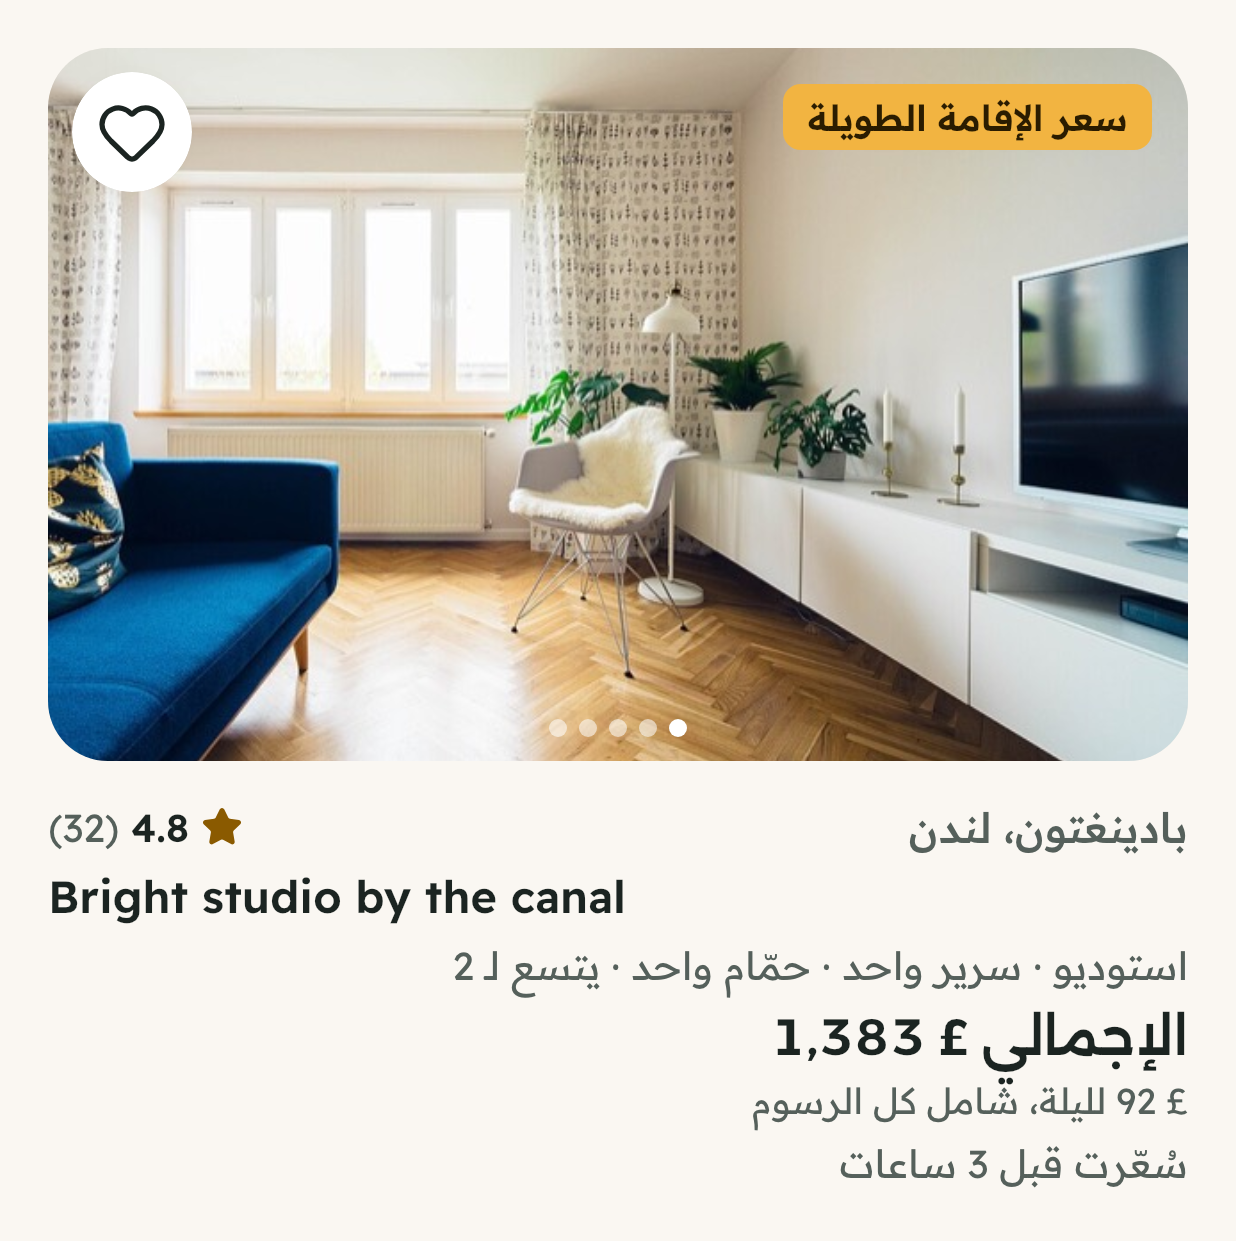 سعر الإقامة الطويلة
بادينغتون، لندن
4.8 (32)
Bright studio by the canal
استوديو · سرير واحد · حمّام واحد · يتسع لـ 2
الإجمالي £ 1,383
£ 92 لليلة، شامل كل الرسوم
سُعّرت قبل 3 ساعات